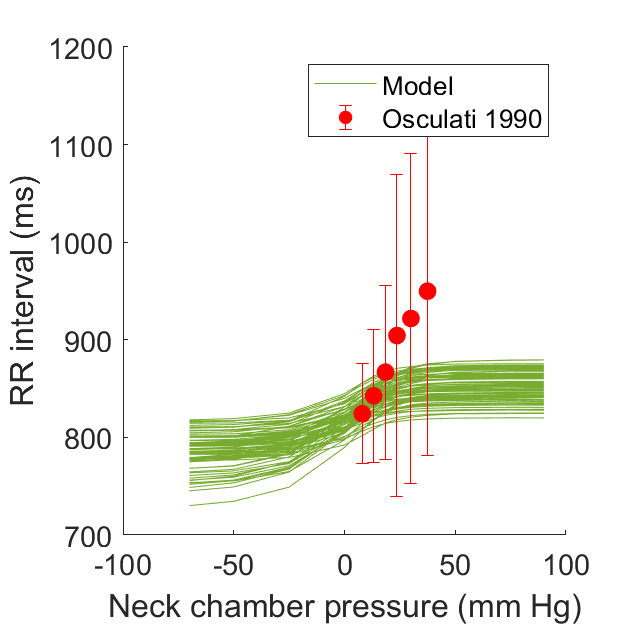 1200
1100
1000
900
800
700
-100
-50
0
50
100
RR interval (ms)
Neck chamber pressure (mm Hg)
Model
Osculati 1990